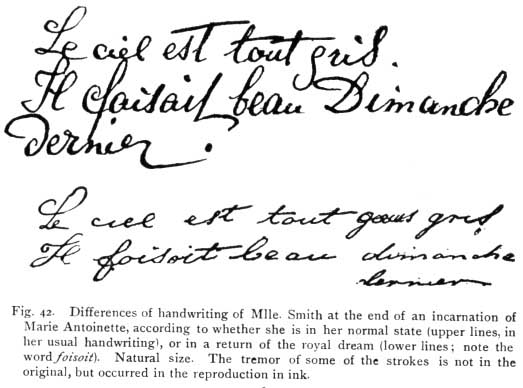 Le ciel est tout gris.
Il faisait beau Dimanche
dernier.
Le ciel est tout gris
Il foisoit beau dimanche
dernier
Fig. 42. Differences of handwriting of Mlle. Smith at the end of an incarnation of
Marie Antoinette, according to whether she is in her normal state (upper lines, in
her usual handwriting), or in a return of the royal dream (lower lines; note the
word foisoit). Natural size. The tremor of some of the strokes is not in the
original, but occurred in the reproduction in ink.